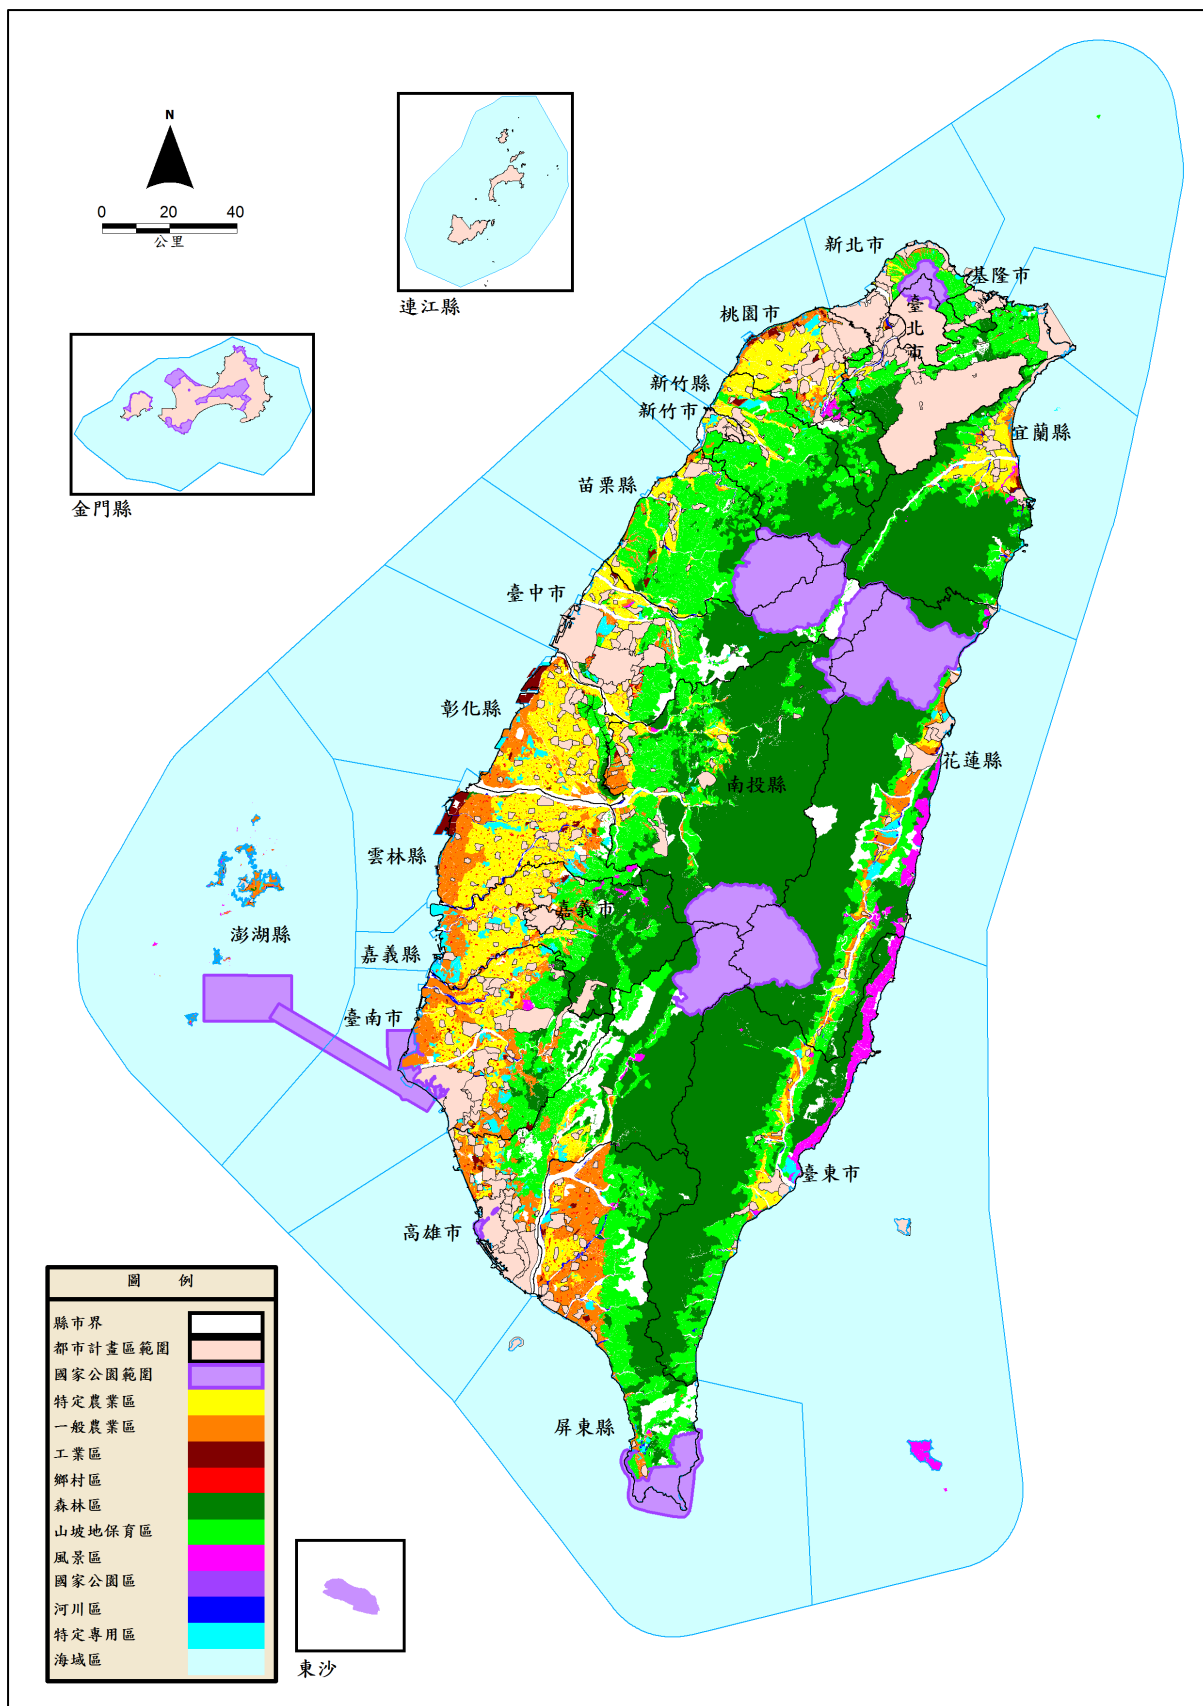 N
0 20 40
公里
連江縣
金門縣
新北市
基隆市
臺北市
桃園市
新竹縣
新竹市
宜蘭縣
苗栗縣
臺中市
彰化縣
花蓮縣
南投縣
雲林縣
嘉義市
澎湖縣
嘉義縣
臺南市
臺東市
高雄市
屏東縣
東沙
圖 例
縣市界
都市計畫區範圍
國家公園範圍
特定農業區
一般農業區
工業區
鄉村區
森林區
山坡地保育區
風景區
國家公園區
河川區
特定專用區
海域區